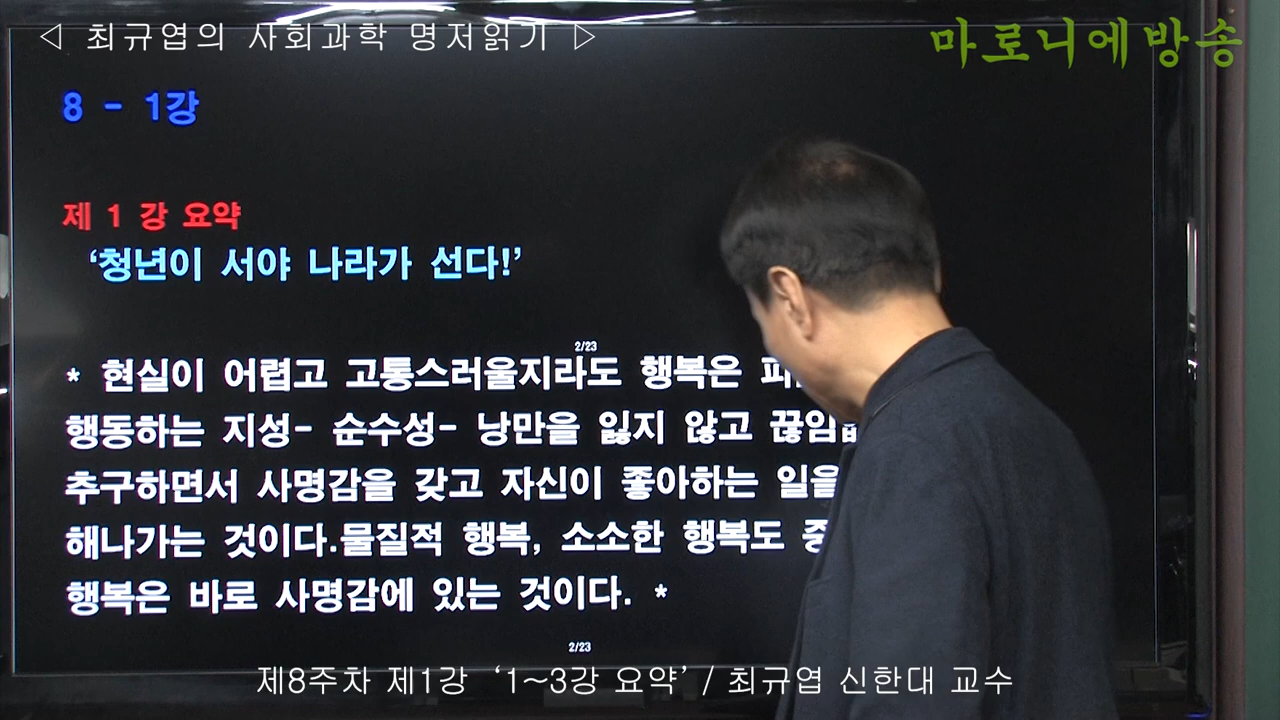 ◁ 최규엽의 사회과학 명저읽기 ▷
마로니에방송
8 - 1강
제 1 강 요약
‘청년이 서야 나라가 선다!’
2/23
* 현실이 어렵고 고통스러울지라도 행복은
행동하는 지성- 순수성- 낭만을 잃지 않고
추구하면서 사명감을 갖고 자신이 좋아하는 일을
해나가는 것이다.물질적 행복, 소소한 행복도
행복은 바로 사명감에 있는 것이다. *
2/23
제8주차 제1강 ‘1~3강 요약’ / 최규엽 신한대 교수